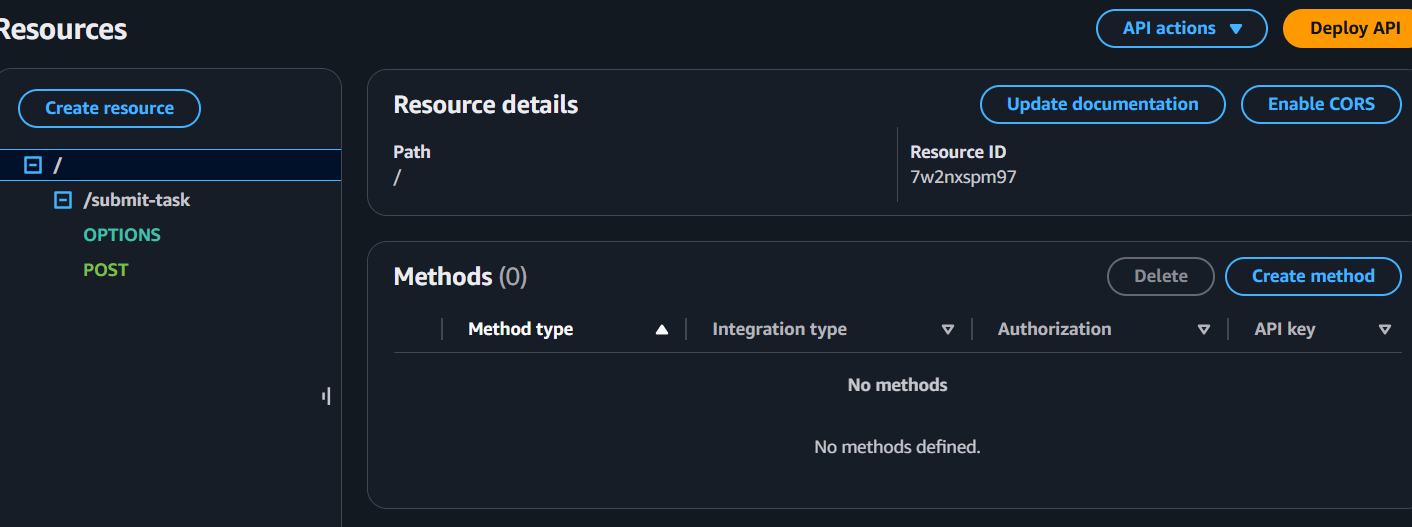 Resources
API actions
Deploy API
Create resource
/
/submit-task
OPTIONS
POST
Resource details
Update documentation
Enable CORS
Path
/
Resource ID
7w2nxspm97
Methods (0)
Delete
Create method
Method type
Integration type
Authorization
API key
No methods
No methods defined.